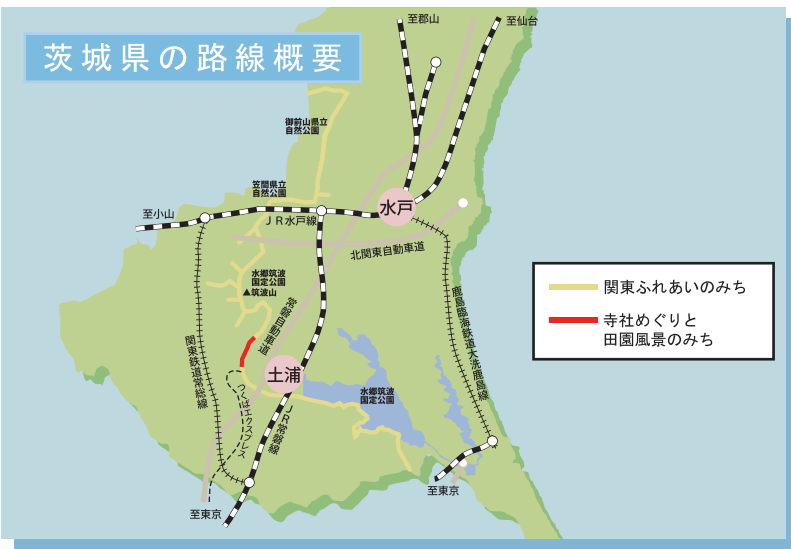 茨城県の路線概要
至郡山
至仙台
御前山県立
自然公園
笠間県立
自然公園
至小山
JR水戸線
水戸
北関東自動車道
水郷筑波
国定公園
▲筑波山
常磐自動車道
関東鉄道常総線
つくばエクスプレス
土浦
JR常磐線
水郷筑波
国定公園
鹿島臨海鉄道大洗鹿島線
至東京
至東京
関東ふれあいのみち
寺社めぐりと
田園風景のみち